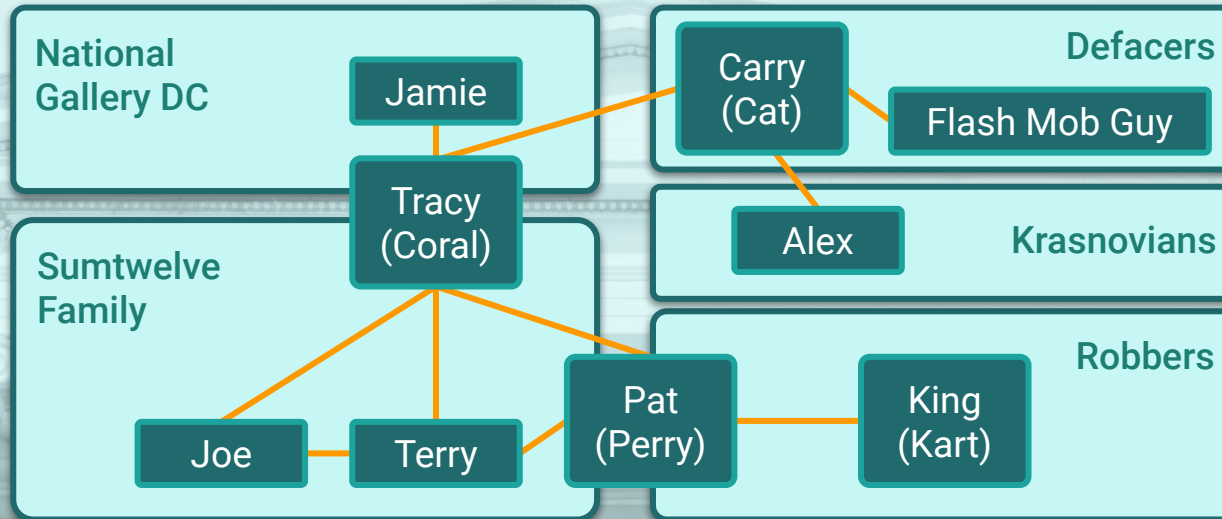 National
Gallery DC
Jamie
Tracy
(Coral)
Sumtwelve
Family
Joe
Terry
Pat
(Perry)
Carry
(Cat)
Defacers
Flash Mob Guy
Alex
Krasnovians
Robbers
King
(Kart)